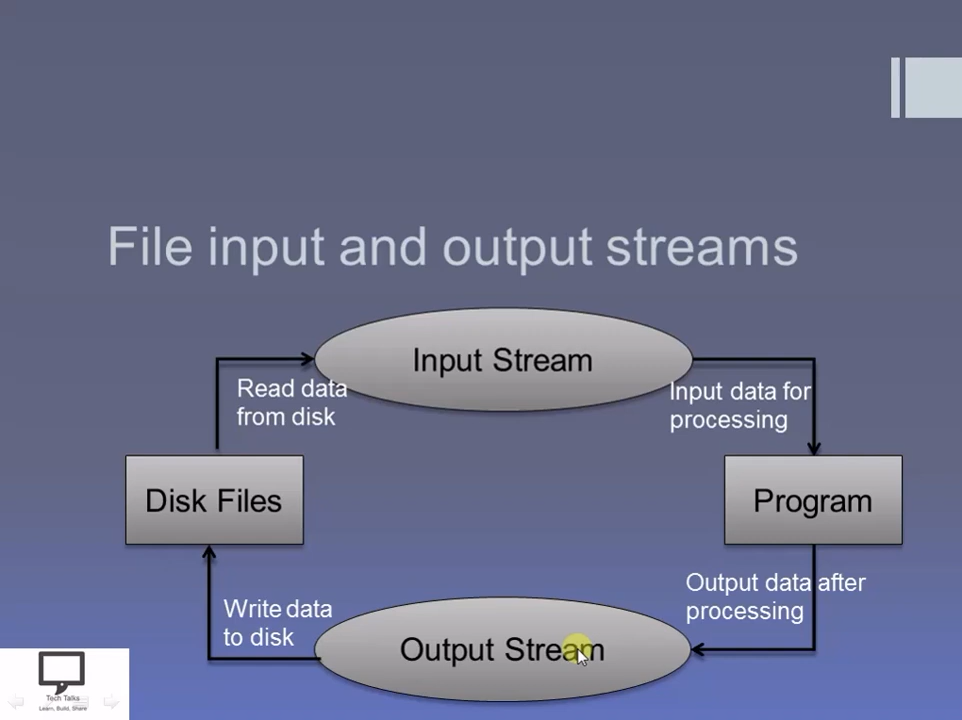 File input and output streams
Input Stream
Read data
from disk
Input data for
processing
Disk Files
Program
Output data after
processing
Write data
to disk
Output Stream
Tech Talks
Learn, Build, Share